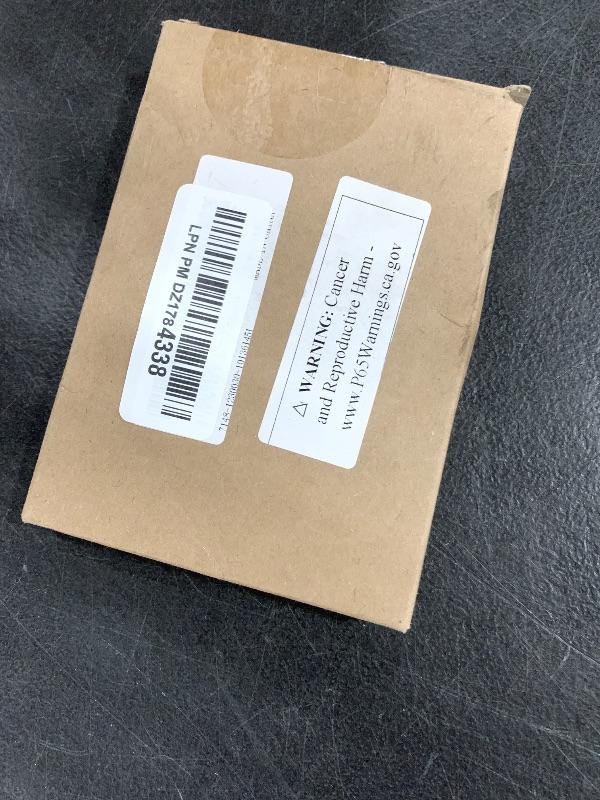 LPN PM DZ1784338
⚠ WARNING: Cancer
and Reproductive Harm -
www.P65Warnings.ca.gov